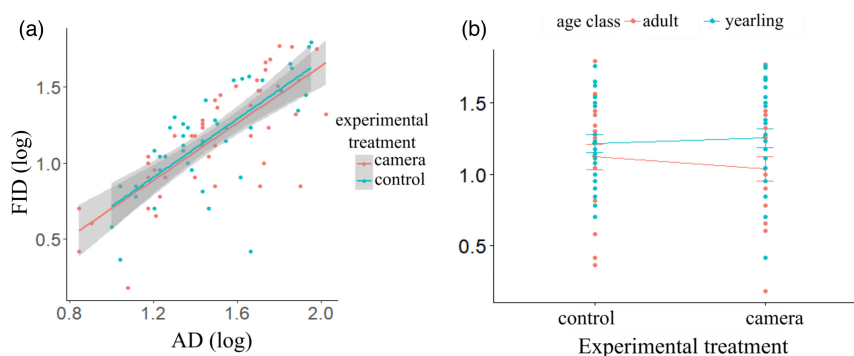 (a)
FID (log)
1.5
1.0
0.5
0.8
1.2
1.6
2.0
AD (log)
experimental
treatment
camera
control
(b)
age class adult yearling
1.5
1.0
0.5
control
camera
Experimental treatment